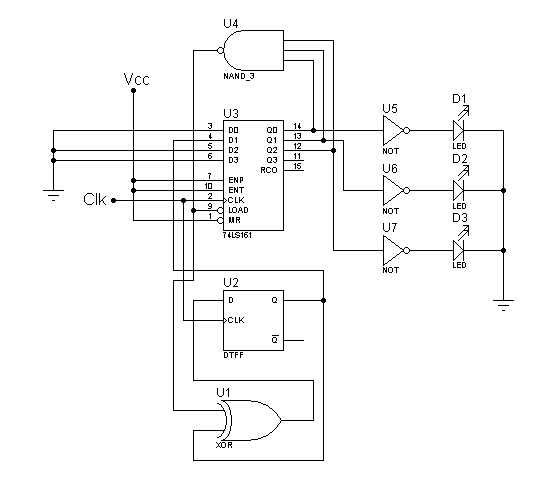 U4
NAND_3
Vcc
U3
3 D0 Q0 14
4 D1 Q1 13
5 D2 Q2 12
6 D3 Q3 11
RCO 15
7 ENP
10 ENT
Clk
2 CLK
9 LOAD
1 MR
74LS161
U5
NOT
D1
LED
U6
NOT
D2
LED
U7
NOT
D3
LED
U2
D Q
CLK
Q
DTFF
U1
XOR